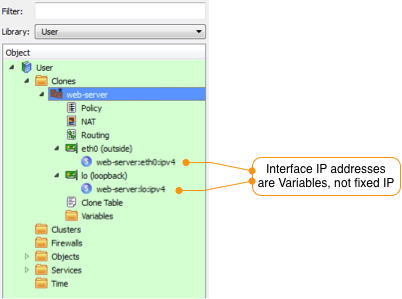 Filter:
Library: User
Object
User
Clones
web-server
Policy
NAT
Routing
eth0 (outside)
web-server:eth0:ipv4
lo (loopback)
web-server:lo:ipv4
Clone Table
Variables
Clusters
Firewalls
Objects
Services
Time
Interface IP addresses
are Variables, not fixed IP